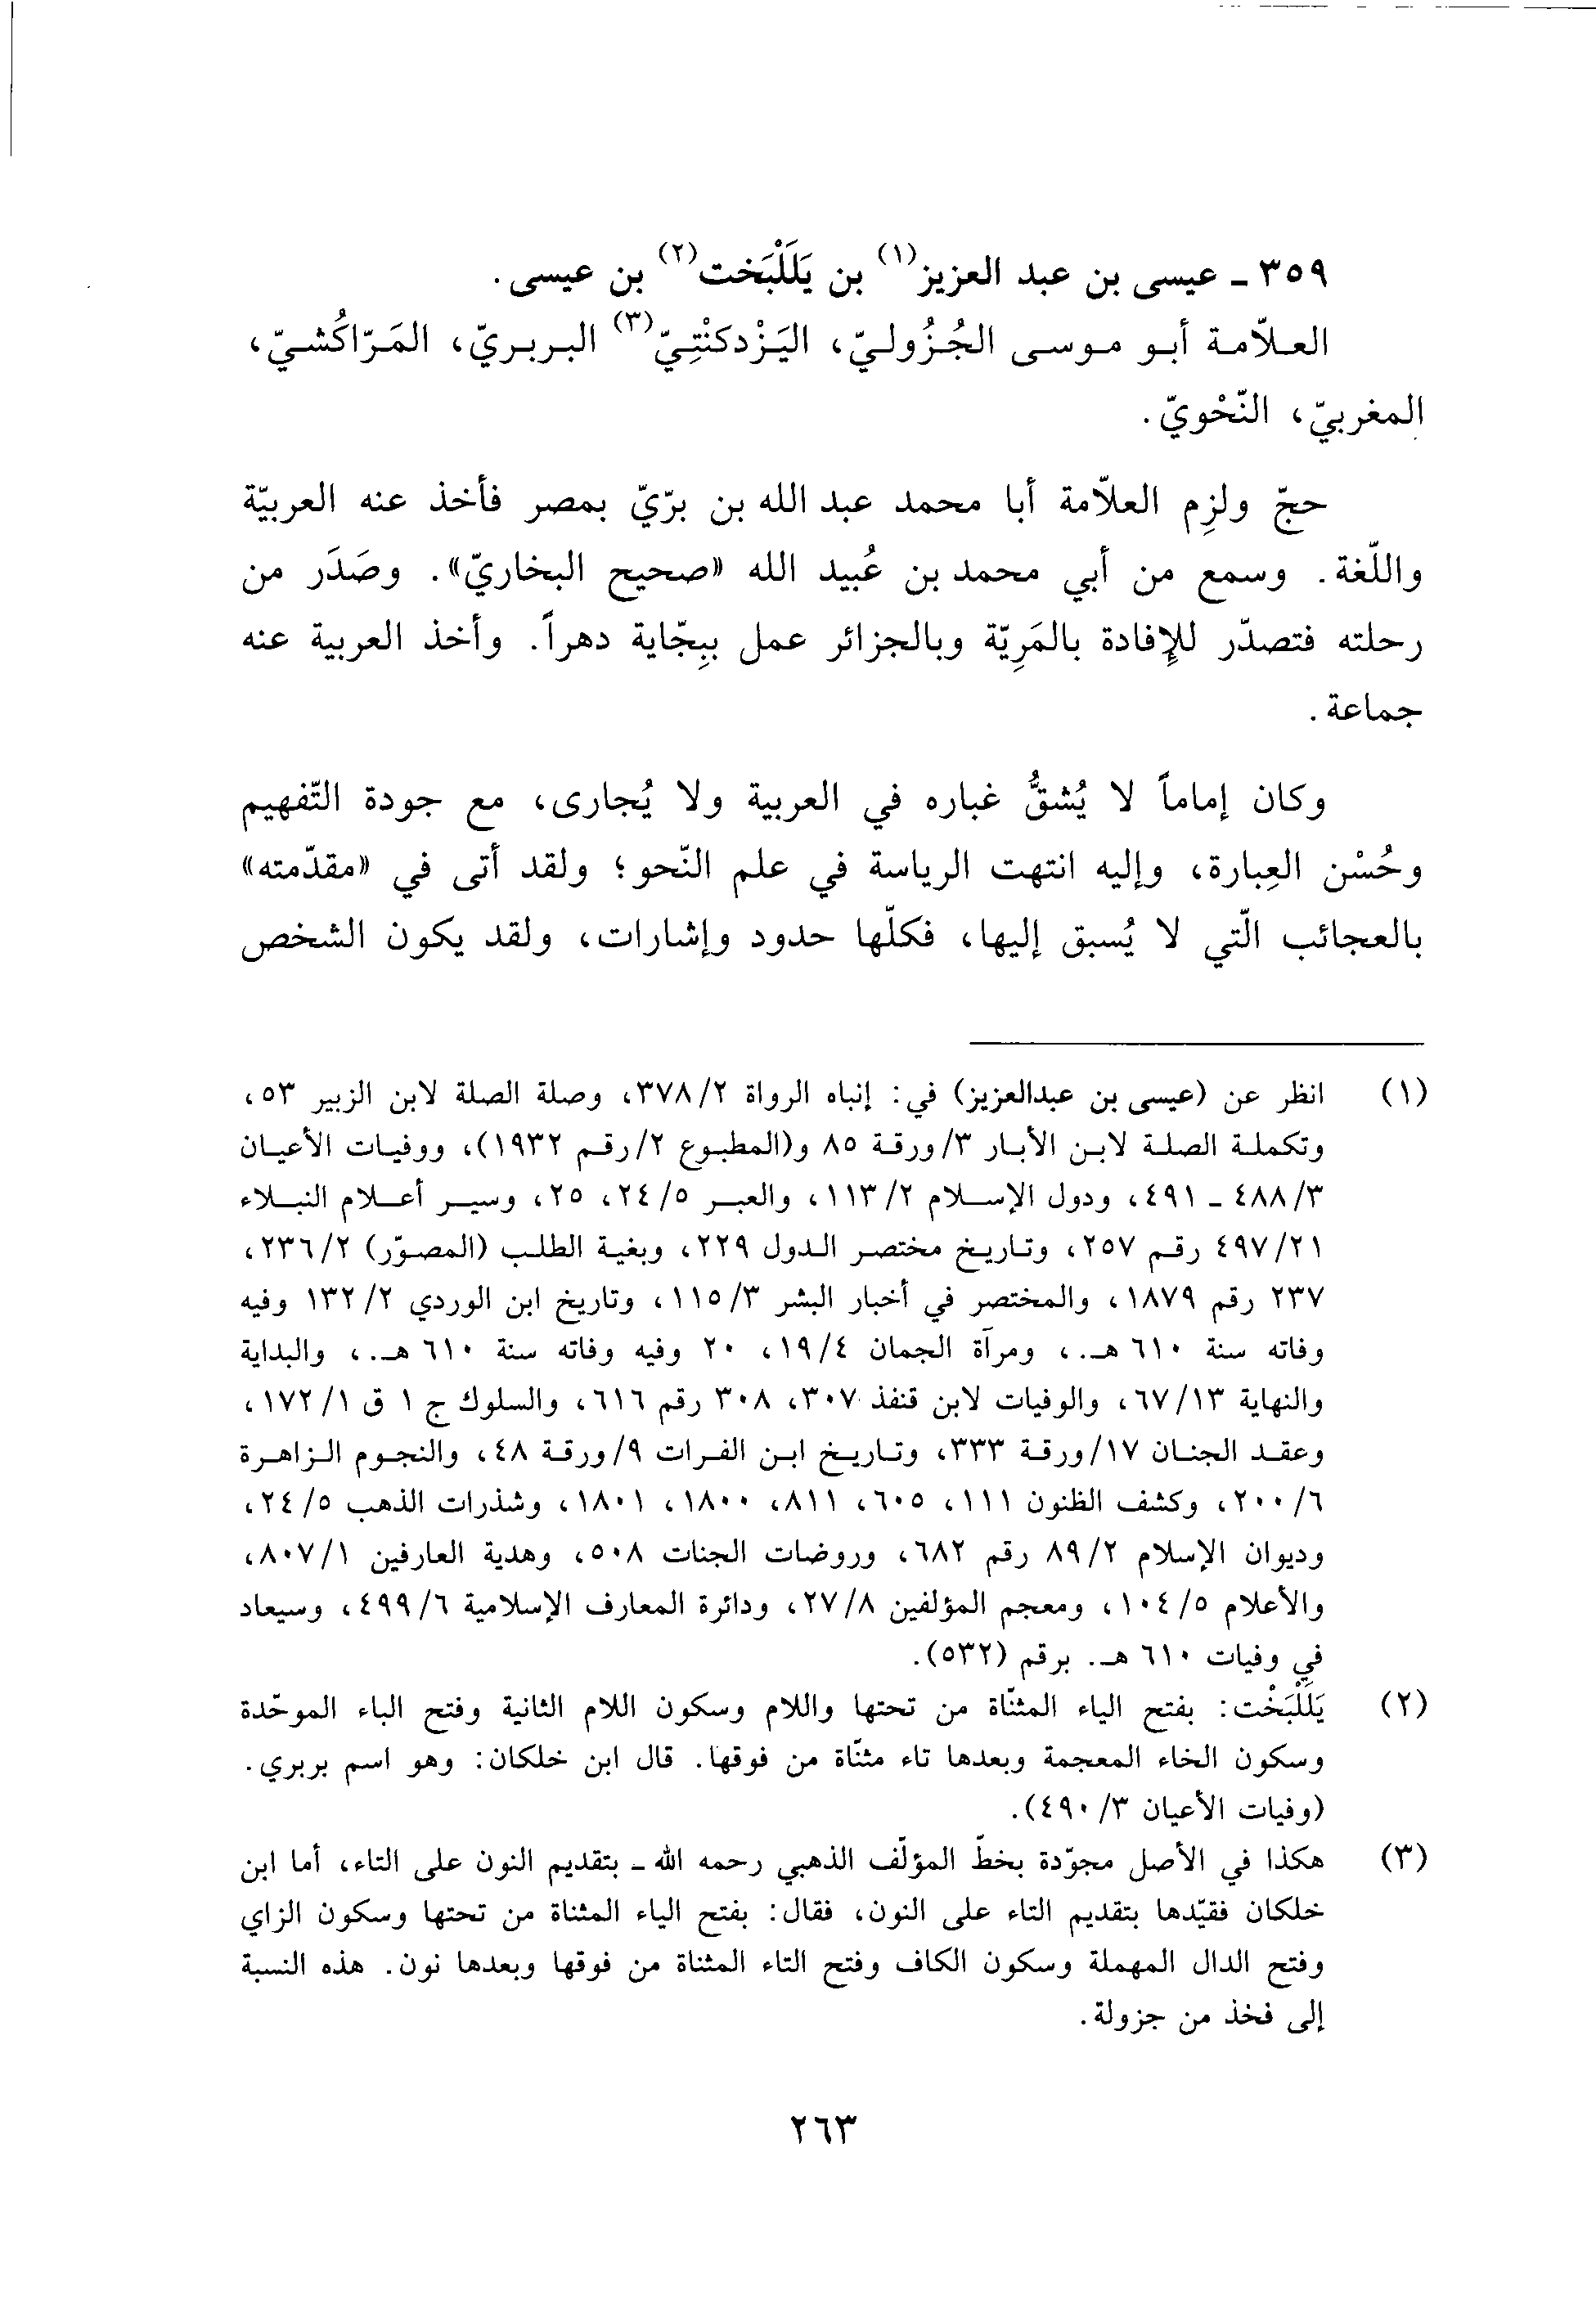 ٣٥٩ - عيسى بن عبد العزيز(١) بن يَلَلْبَخت(٢) بن عيسى.
العلاّمة أبو موسى الجُزُوليّ، اليَزْدكنْتِيّ(٣) البربريّ، المَرّاكُشيّ،
المغربيّ، النّحْويّ.
حجّ ولزِم العلاّمة أبا محمد عبد الله بن برّيّ بمصر فأخذ عنه العربيّة
واللّغة. وسمع من أبي محمد بن عُبيد الله «صحيح البخاريّ». وصَدَر من
رحلته فتصدّر للإفادة بالمَرِيّة وبالجزائر عمل ببِجّاية دهراً. وأخذ العربية عنه
جماعة.
وكان إماماً لا يُشقُّ غباره في العربية ولا يُجارى، مع جودة التّفهيم
وحُسْن العِبارة، وإليه انتهت الرياسة في علم النّحو؛ ولقد أتى في «مقدّمته»
بالعجائب الّتي لا يُسبق إليها، فكلّها حدود وإشارات، ولقد يكون الشخص
(١) انظر عن (عيسى بن عبدالعزيز) في: إنباه الرواة ٣٧٨/٢، وصلة الصلة لابن الزبير ٥٣،
وتكملة الصلة لابن الأبار ٣/ورقة ٨٥ و(المطبوع ٢/رقم ١٩٣٢)، ووفيات الأعيان
٤٨٨/٣ - ٤٩١، ودول الإسلام ١١٣/٢، والعبر ٢٤/٥، ٢٥، وسير أعلام النبلاء
٤٩٧/٢١ رقم ٢٥٧، وتاريخ مختصر الدول ٢٢٩، وبغية الطلب (المصوّر) ٢٣٦/٢،
٢٣٧ رقم ١٨٧٩، والمختصر في أخبار البشر ١١٥/٣، وتاريخ ابن الوردي ١٣٢/٢ وفيه
وفاته سنة ٦١٠ هـ.، ومرآة الجمان ١٩/٤، ٢٠ وفيه وفاته سنة ٦١٠ هـ.، والبداية
والنهاية ٦٧/١٣، والوفيات لابن قنفذ ٣٠٧، ٣٠٨ رقم ٦١٦، والسلوك ج ١ ق ١٧٢/١،
وعقد الجنان ١٧/ورقة ٣٣٣، وتاريخ ابن الفرات ٩/ورقة ٤٨، والنجوم الزاهرة
٢٠٠/٦، وكشف الظنون ١١١، ٦٠٥، ٨١١، ١٨٠٠، ١٨٠١، وشذرات الذهب ٢٤/٥،
وديوان الإسلام ٨٩/٢ رقم ٦٨٢، وروضات الجنات ٥٠٨، وهدية العارفين ٨٠٧/١،
والأعلام ١٠٤/٥، ومعجم المؤلفين ٢٧/٨، ودائرة المعارف الإسلامية ٤٩٩/٦، وسيعاد
في وفيات ٦١٠ هـ. برقم (٥٣٢).
(٢) يَلَلْبَخْت: بفتح الياء المثنّاة من تحتها واللام وسكون اللام الثانية وفتح الباء الموحّدة
وسكون الخاء المعجمة وبعدها تاء مثنّاة من فوقها. قال ابن خلكان: وهو اسم بربري.
(وفيات الأعيان ٤٩٠/٣).
(٣) هكذا في الأصل مجوّدة بخطّ المؤلّف الذهبي رحمه الله - بتقديم النون على التاء، أما ابن
خلكان فقيّدها بتقديم التاء على النون، فقال: بفتح الياء المثناة من تحتها وسكون الزاي
وفتح الدال المهملة وسكون الكاف وفتح التاء المثناة من فوقها وبعدها نون. هذه النسبة
إلى فخذ من جزولة.
٢٦٣